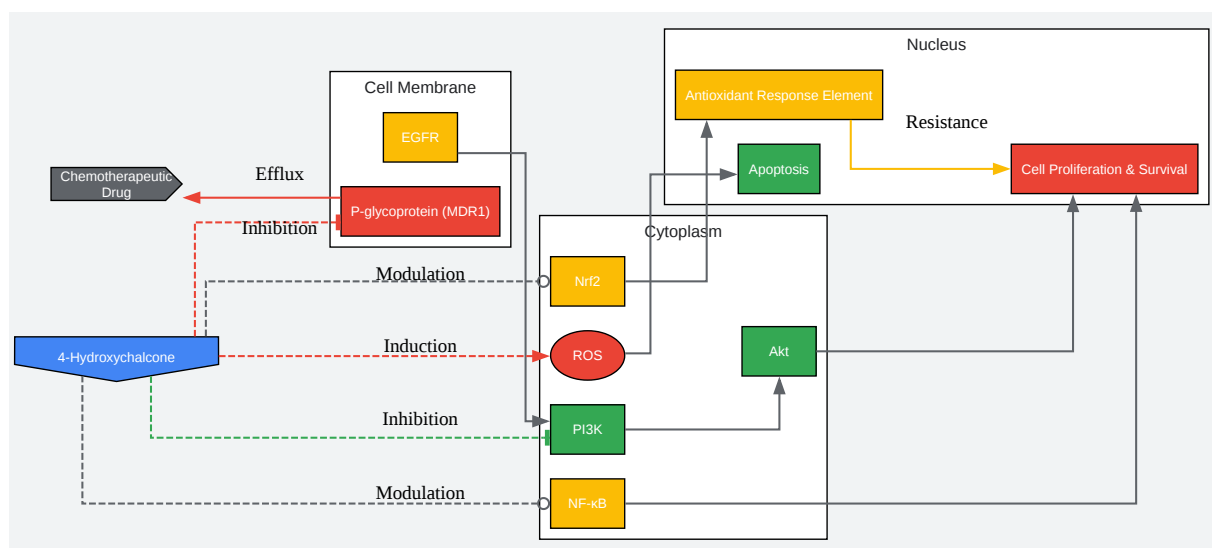 Nucleus
Cell Membrane
Antioxidant Response Element
EGFR
Resistance
Efflux
Chemotherapeutic
Drug
Apoptosis
Cell Proliferation & Survival
P-glycoprotein (MDR1)
Inhibition
Cytoplasm
Modulation
Nrf2
4-Hydroxychalcone
Induction
ROS
Akt
Inhibition
PI3K
Modulation
NF-κB